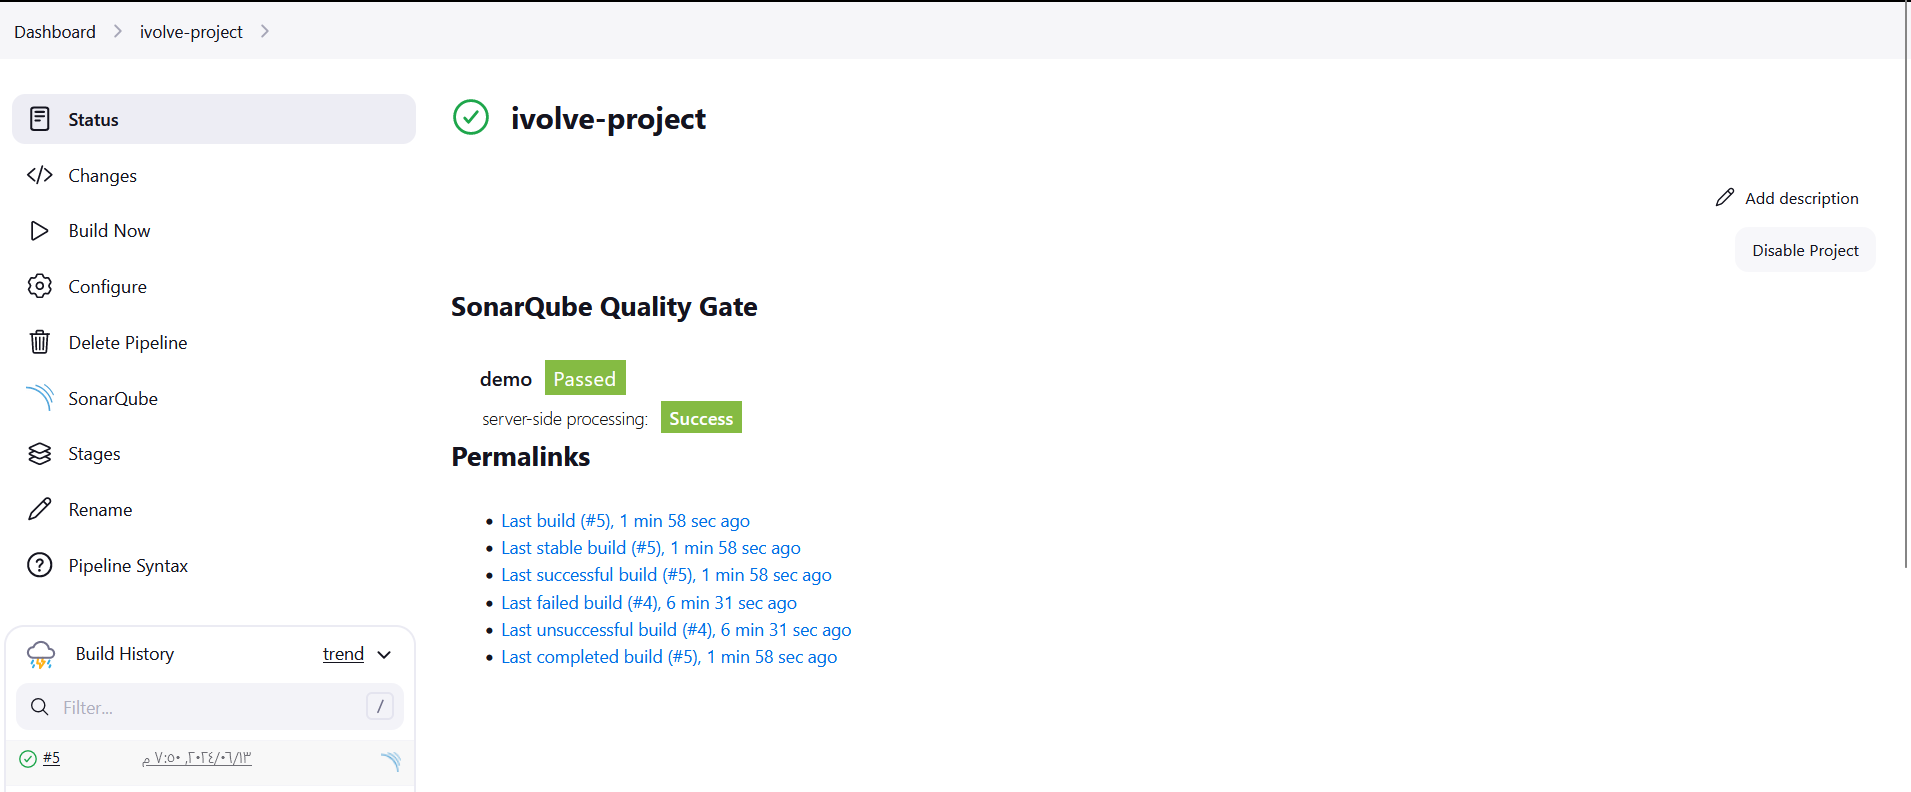 Dashboard
ivolve-project
Status
Changes
Build Now
Configure
Delete Pipeline
SonarQube
Stages
Rename
Pipeline Syntax
Build History
trend
Filter...
/
#5
٢٠٢٤/٠٦/١٣, ٧:٥٠ م
ivolve-project
Add description
Disable Project
SonarQube Quality Gate
demo Passed
server-side processing: Success
Permalinks
Last build (#5), 1 min 58 sec ago
Last stable build (#5), 1 min 58 sec ago
Last successful build (#5), 1 min 58 sec ago
Last failed build (#4), 6 min 31 sec ago
Last unsuccessful build (#4), 6 min 31 sec ago
Last completed build (#5), 1 min 58 sec ago